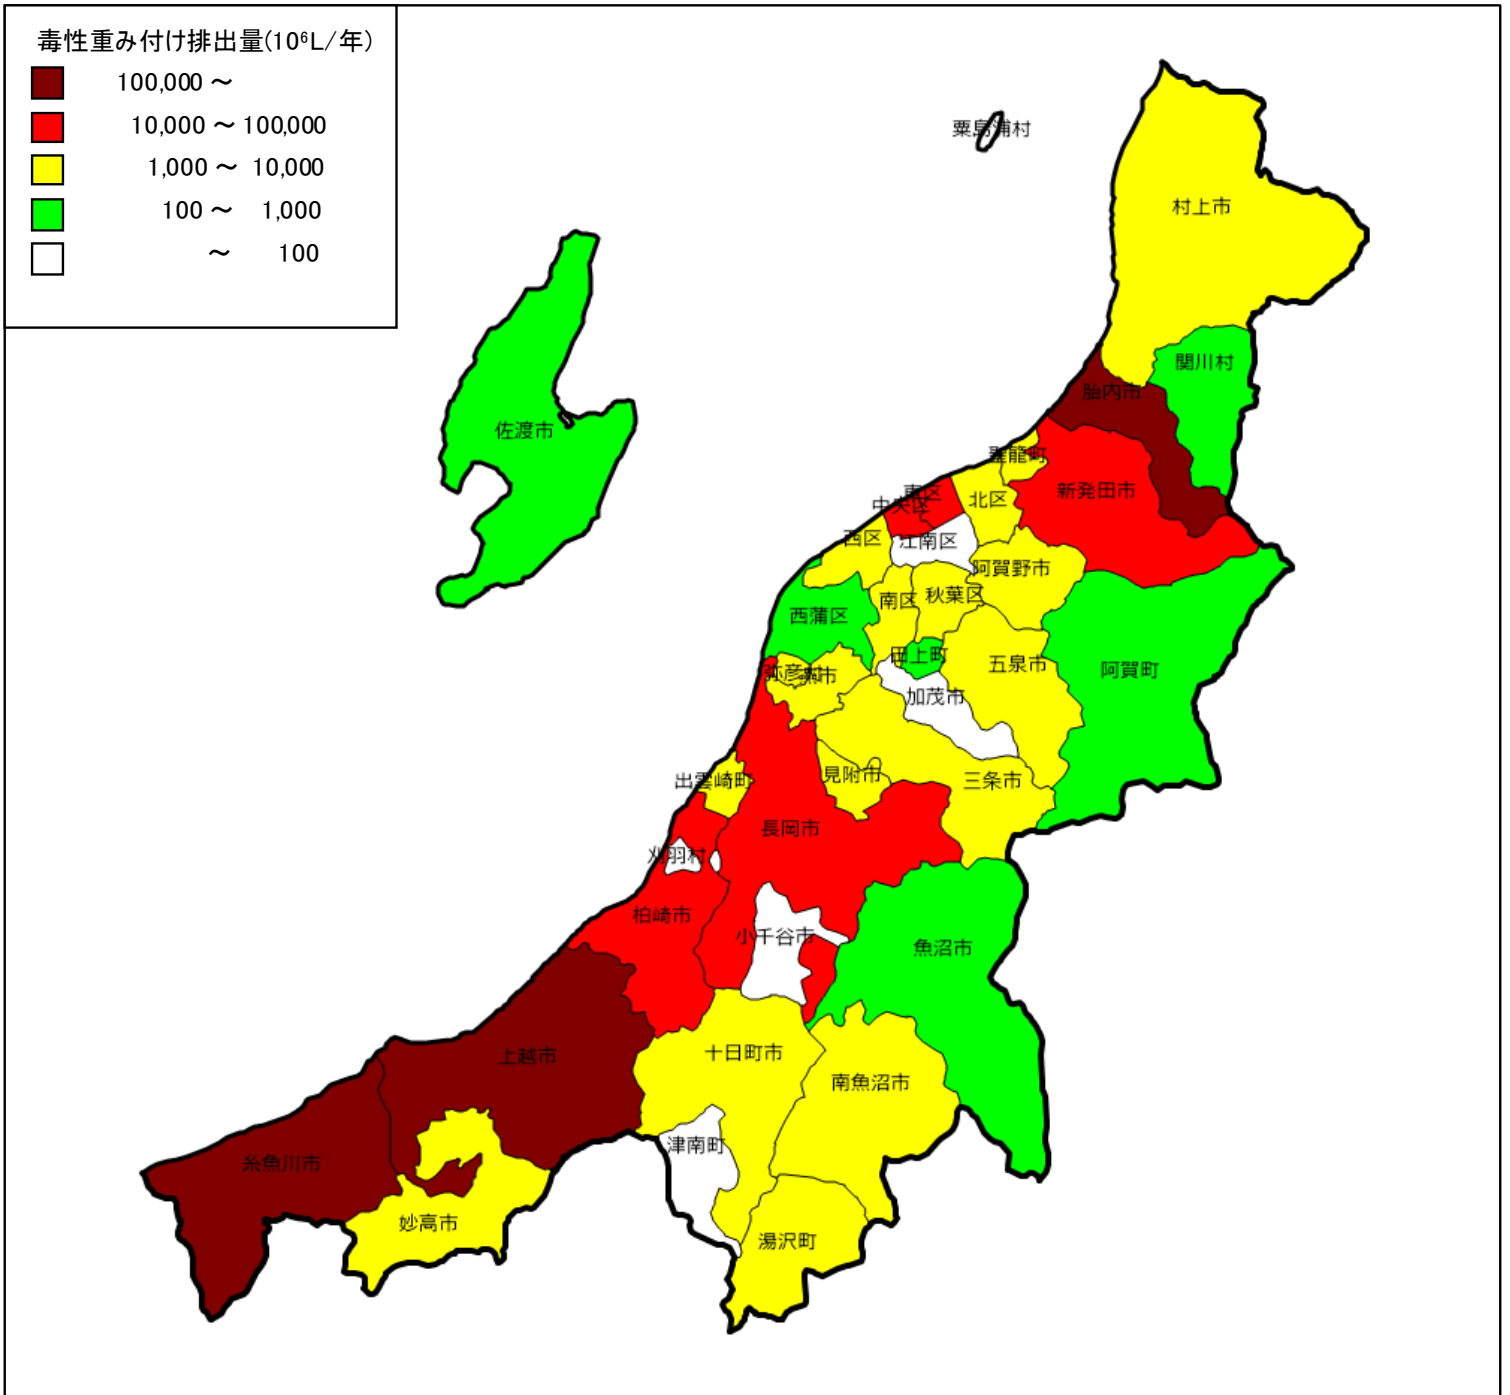 毒性重み付け排出量(10⁶L/年)
100,000 ～
10,000 ～ 100,000
1,000 ～ 10,000
100 ～ 1,000
～ 100
粟島浦村
村上市
関川村
胎内市
佐渡市
聖籠町
新発田市
東区
北区
中央区
西区
江南区
阿賀野市
秋葉区
南区
西蒲区
田上町
五泉市
阿賀町
弥彦村
燕市
加茂市
出雲崎町
見附市
三条市
長岡市
刈羽村
柏崎市
小千谷市
魚沼市
上越市
十日町市
南魚沼市
津南町
糸魚川市
妙高市
湯沢町